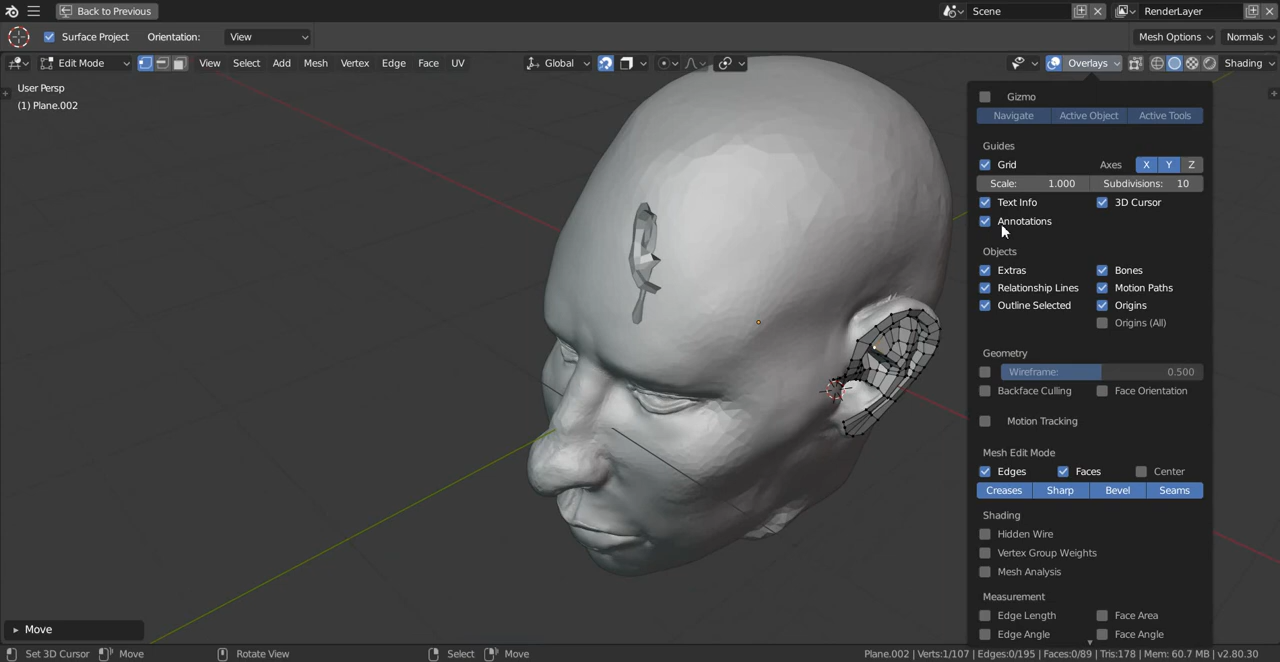 Back to Previous
Scene
RenderLayer
Surface Project
Orientation:
View
Mesh Options
Normals
Edit Mode
View
Select
Add
Mesh
Vertex
Edge
Face
UV
Global
Overlays
Shading
User Persp
(1) Plane.002
Gizmo
Navigate
Active Object
Active Tools
Guides
Grid
Axes
X
Y
Z
Scale: 1.000
Subdivisions: 10
Text Info
3D Cursor
Annotations
Objects
Extras
Bones
Relationship Lines
Motion Paths
Outline Selected
Origins
Origins (All)
Geometry
Wireframe: 0.500
Backface Culling
Face Orientation
Motion Tracking
Mesh Edit Mode
Edges
Faces
Center
Creases
Sharp
Bevel
Seams
Shading
Hidden Wire
Vertex Group Weights
Mesh Analysis
Measurement
Edge Length
Face Area
Edge Angle
Face Angle
Move
Set 3D Cursor
Move
Rotate View
Select
Move
Plane.002 | Verts:1/107 | Edges:0/195 | Faces:0/89 | Tris:178 | Mem: 60.7 MB | v2.80.30